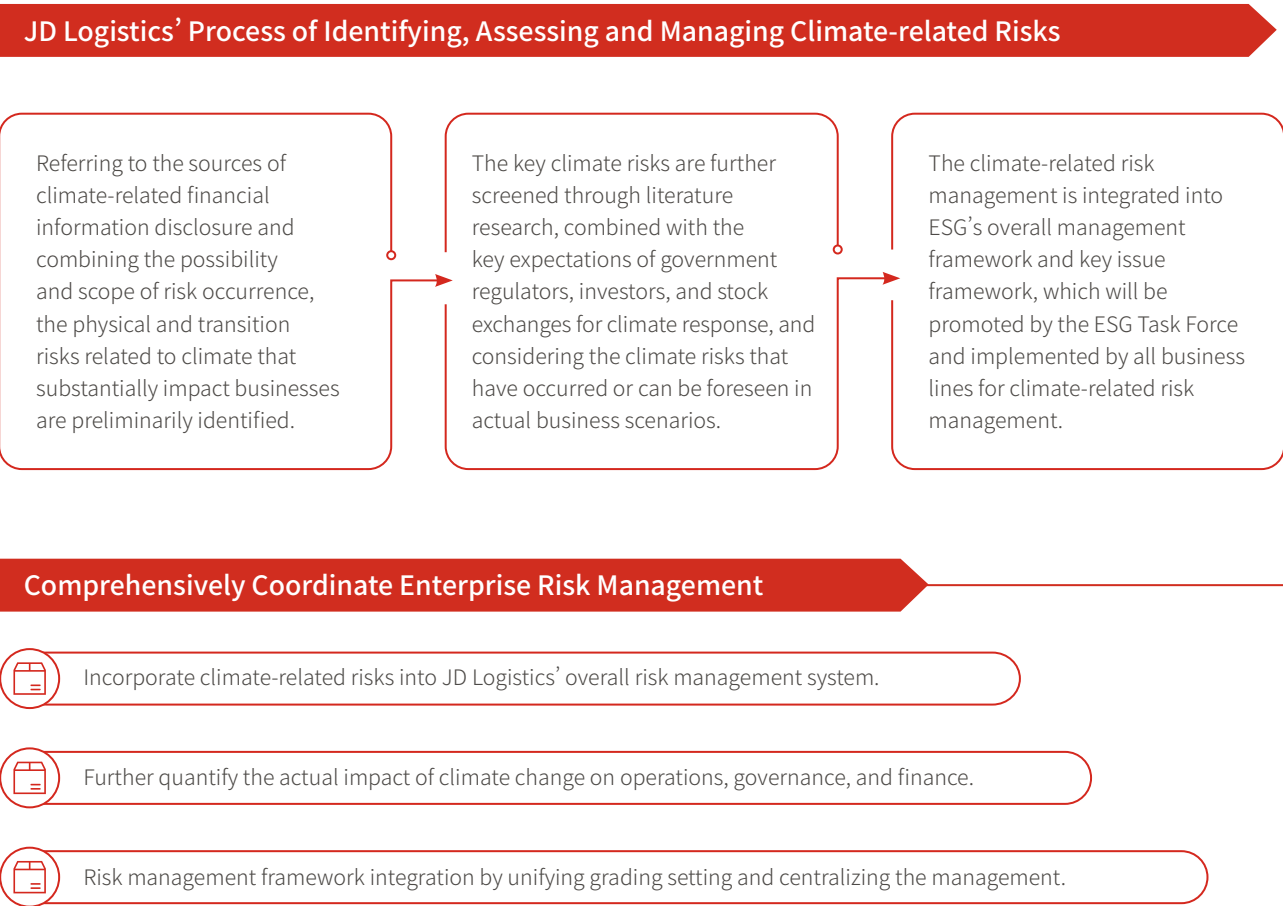 JD Logistics’ Process of Identifying, Assessing and Managing Climate-related Risks
Referring to the sources of
climate-related financial
information disclosure and
combining the possibility
and scope of risk occurrence,
the physical and transition
risks related to climate that
substantially impact businesses
are preliminarily identified.
The key climate risks are further
screened through literature
research, combined with the
key expectations of government
regulators, investors, and stock
exchanges for climate response, and
considering the climate risks that
have occurred or can be foreseen in
actual business scenarios.
The climate-related risk
management is integrated into
ESG’s overall management
framework and key issue
framework, which will be
promoted by the ESG Task Force
and implemented by all business
lines for climate-related risk
management.
Comprehensively Coordinate Enterprise Risk Management
Incorporate climate-related risks into JD Logistics’ overall risk management system.
Further quantify the actual impact of climate change on operations, governance, and finance.
Risk management framework integration by unifying grading setting and centralizing the management.